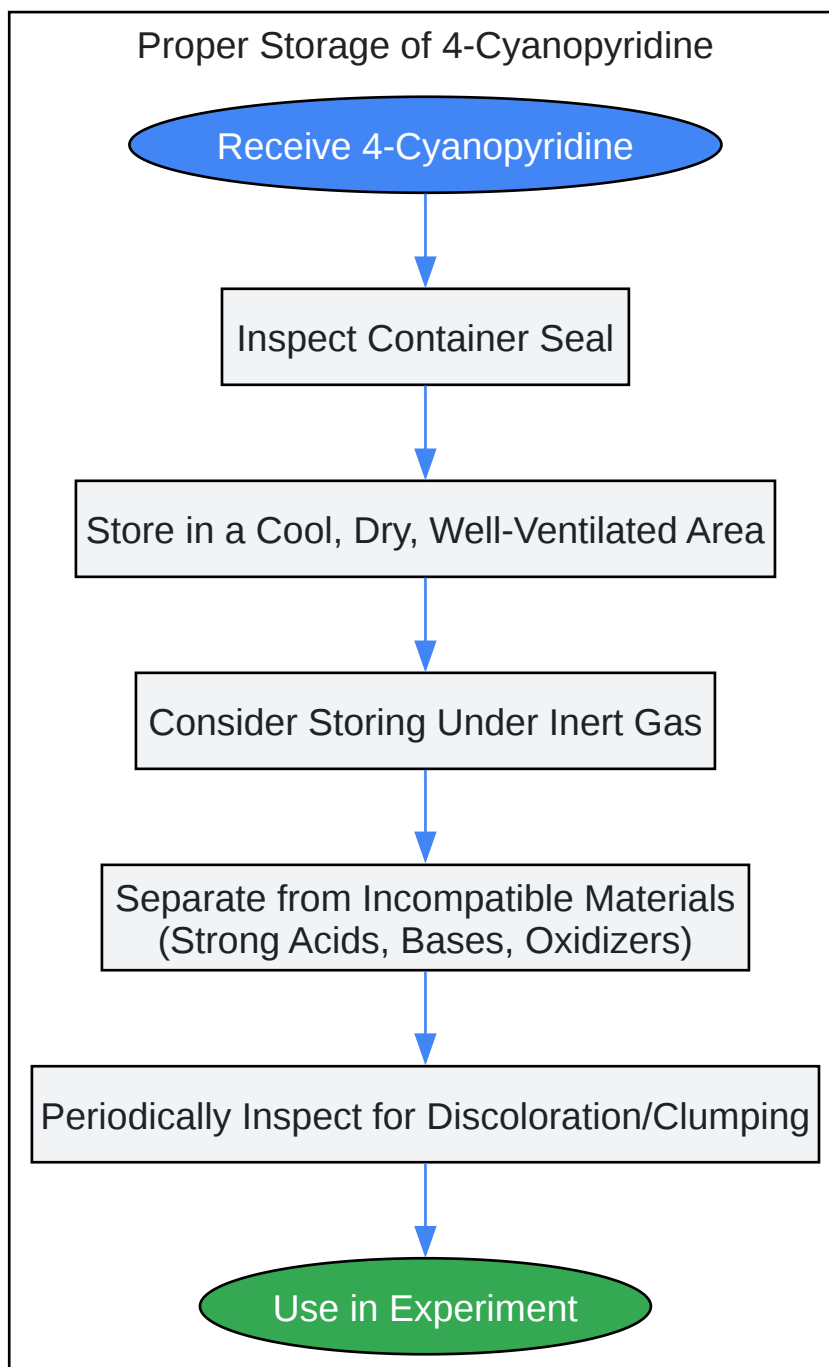 Proper Storage of 4-Cyanopyridine
Receive 4-Cyanopyridine
Inspect Container Seal
Store in a Cool, Dry, Well-Ventilated Area
Consider Storing Under Inert Gas
Separate from Incompatible Materials
(Strong Acids, Bases, Oxidizers)
Periodically Inspect for Discoloration/Clumping
Use in Experiment